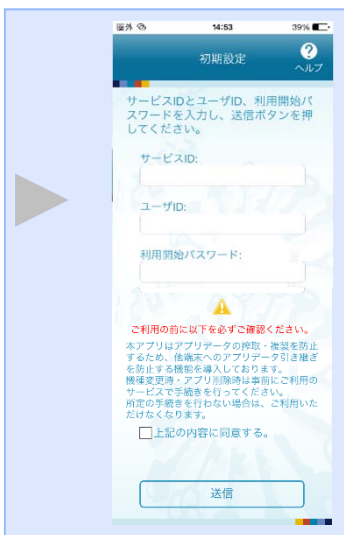 圏外
14:53
39%
初期設定
?
ヘルプ
サービスIDとユーザID、利用開始パ
スワードを入力し、送信ボタンを押
してください。
サービスID:
ユーザID:
利用開始パスワード:
ご利用の前に以下を必ずご確認ください。
本アプリはアプリデータの搾取・複製を防止
するため、他端末へのアプリデータ引き継ぎ
を防止する機能を導入しております。
機種変更時・アプリ削除時は事前にご利用の
サービスで手続きを行ってください。
所定の手続きを行わない場合は、ご利用いた
だけなくなります。
上記の内容に同意する。
送信